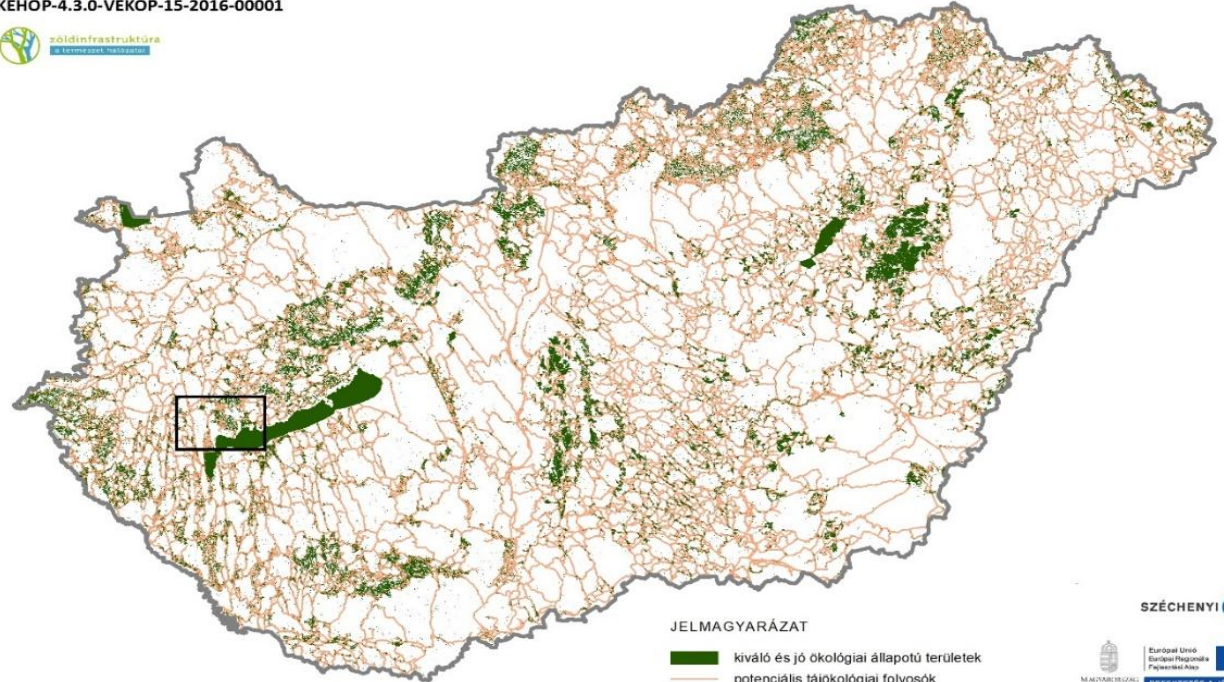 KEHOP-4.3.0-VEKOP-15-2016-00001
zöldinfrastruktúra
a természet hálózatai
SZÉCHENYI
JELMAGYARÁZAT
kiváló és jó ökológiai állapotú területek
potenciális tájökológiai folyosók
Európai Unió
Európai Regionális
Fejlesztési Alap
MAGYARORSZÁG